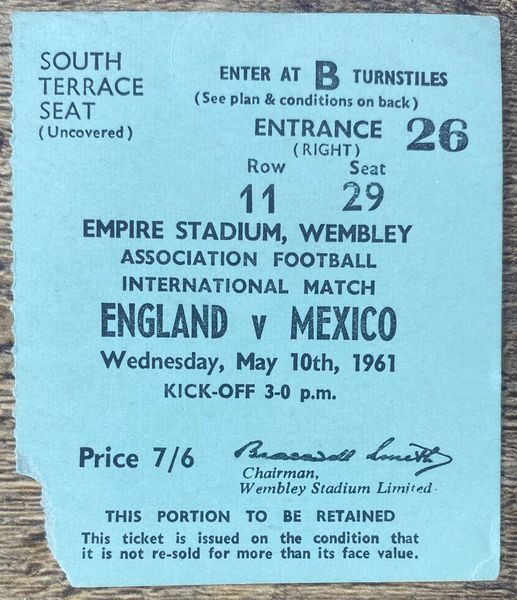 SOUTH
TERRACE
SEAT
(Uncovered)
ENTER AT B TURNSTILES
(See plan & conditions on back)
ENTRANCE 26
(RIGHT)
Row Seat
11 29
EMPIRE STADIUM, WEMBLEY
ASSOCIATION FOOTBALL
INTERNATIONAL MATCH
ENGLAND v MEXICO
Wednesday, May 10th, 1961
KICK-OFF 3-0 p.m.
Price 7/6
Bracewell Smith
Chairman,
Wembley Stadium Limited
THIS PORTION TO BE RETAINED
This ticket is issued on the condition that
it is not re-sold for more than its face value.